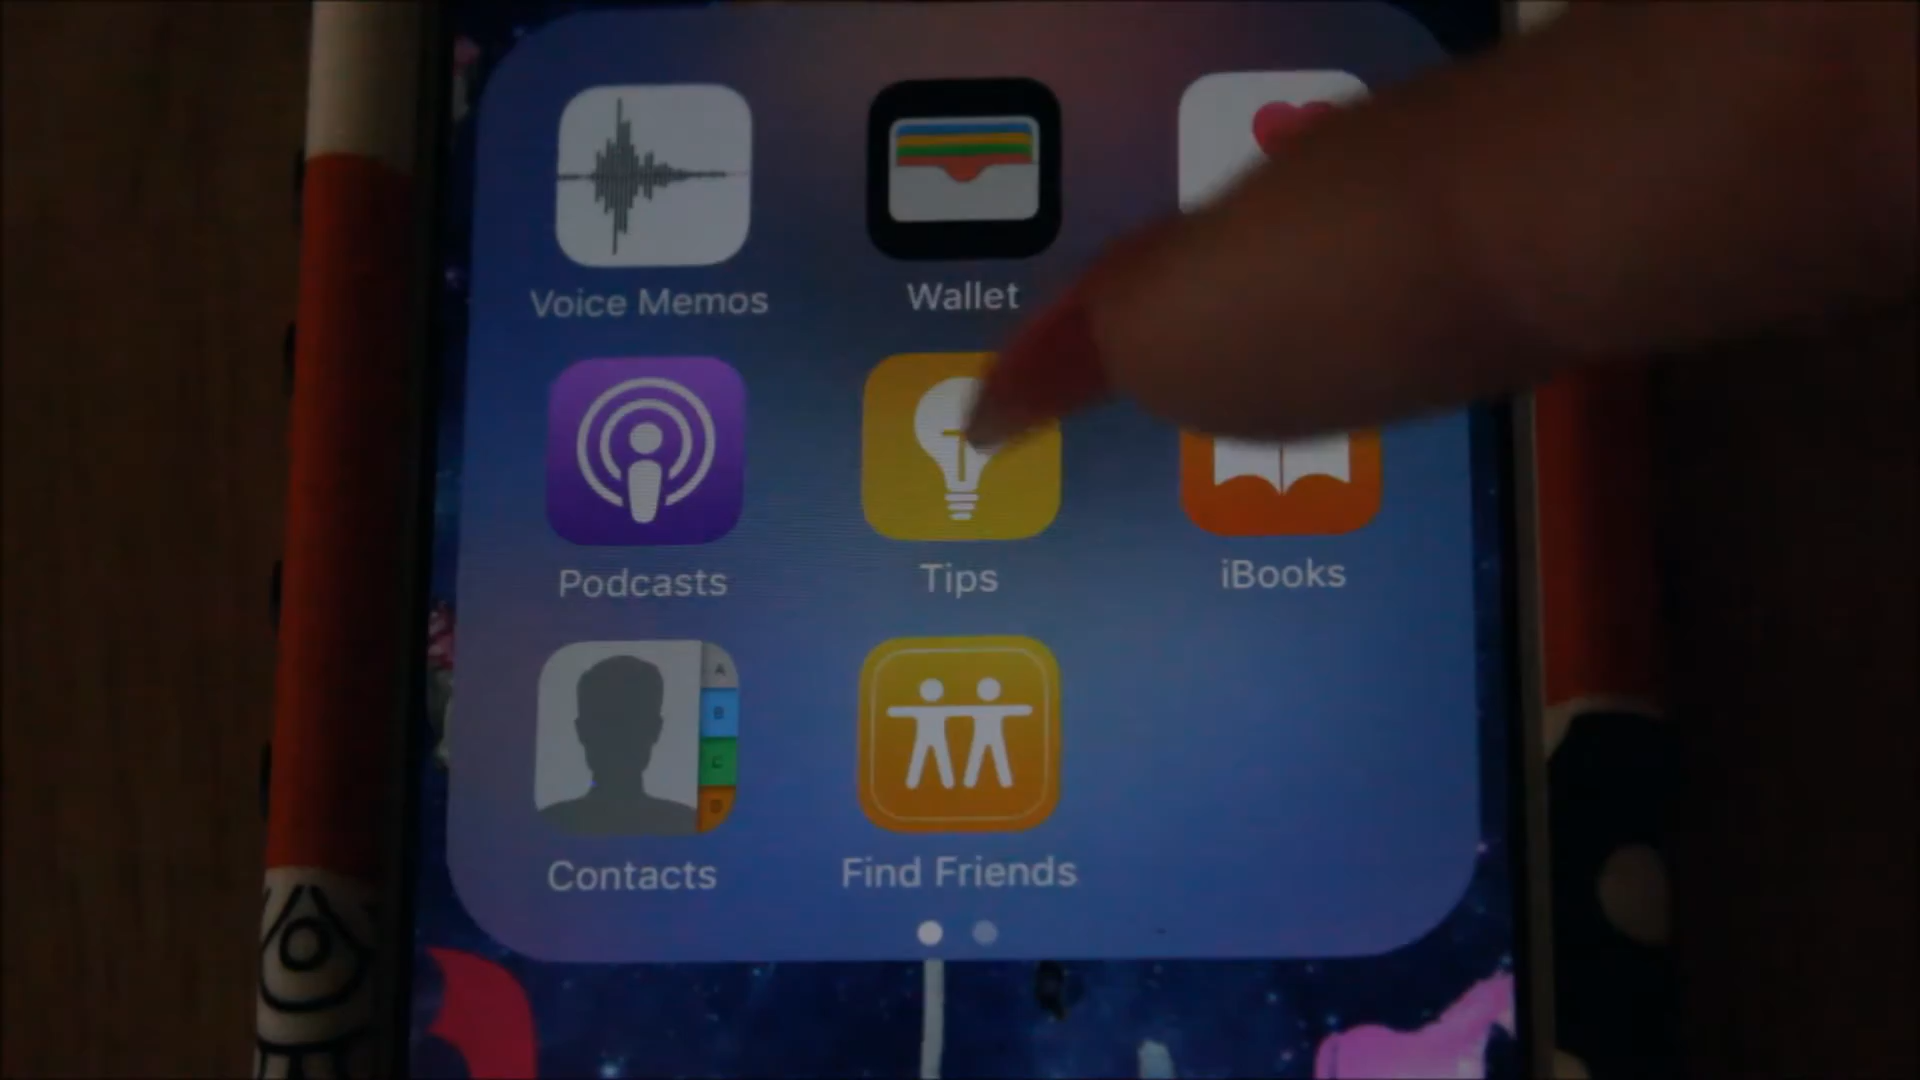 Voice Memos
Wallet
Podcasts
Tips
iBooks
A
B
C
D
Contacts
Find Friends